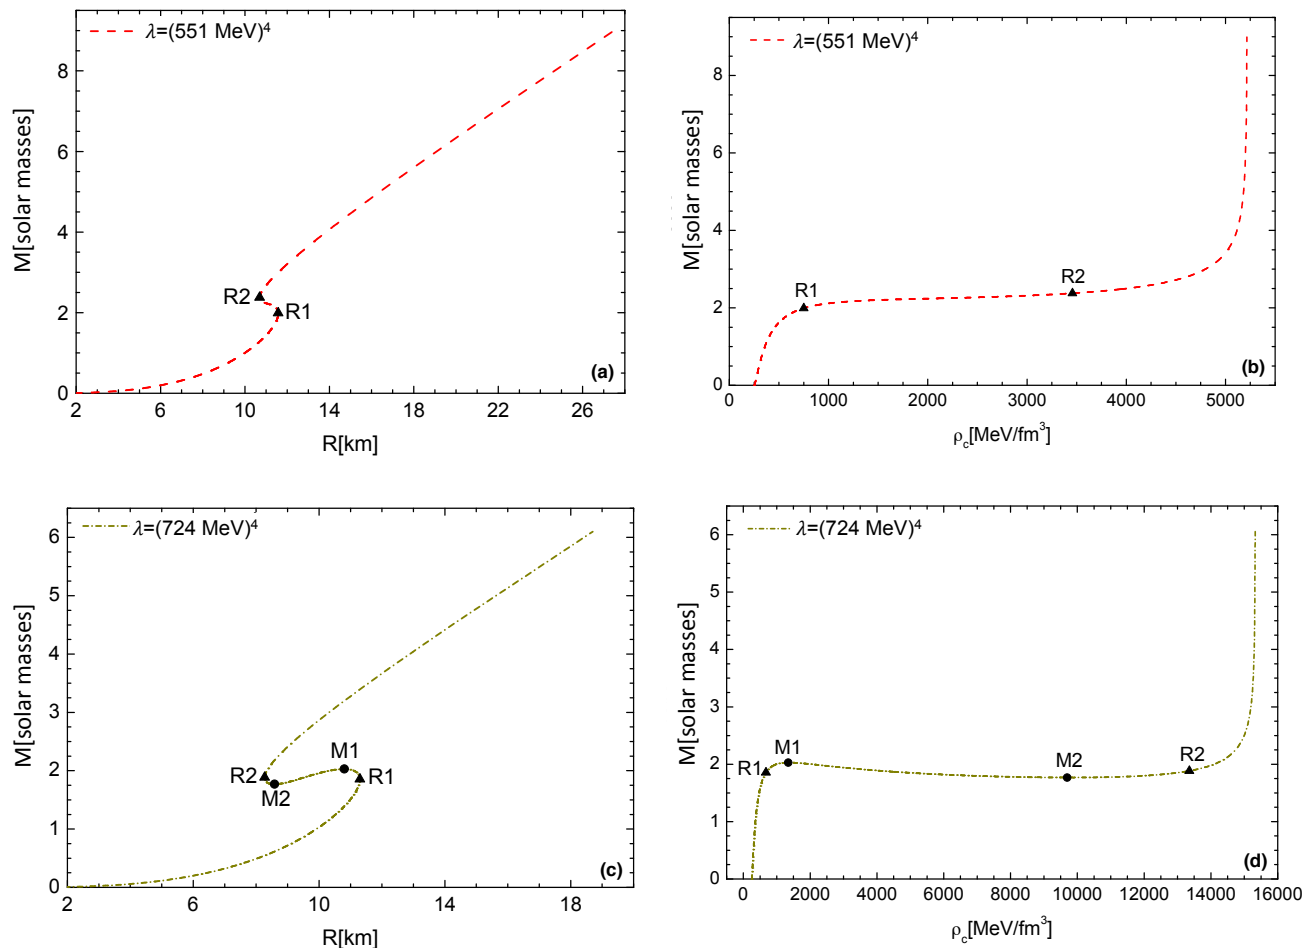 λ=(551 MeV)⁴
M[solar masses]
8
6
4
2
0
R2
R1
(a)
2 6 10 14 18 22 26
R[km]
λ=(551 MeV)⁴
M[solar masses]
8
6
4
2
0
R1
R2
(b)
0 1000 2000 3000 4000 5000
ρc[MeV/fm³]
λ=(724 MeV)⁴
M[solar masses]
6
5
4
3
2
1
0
M1
R2
R1
M2
(c)
2 6 10 14 18
R[km]
λ=(724 MeV)⁴
M[solar masses]
6
5
4
3
2
1
0
R1
M1
M2
R2
(d)
0 2000 4000 6000 8000 10000 12000 14000 16000
ρc[MeV/fm³]